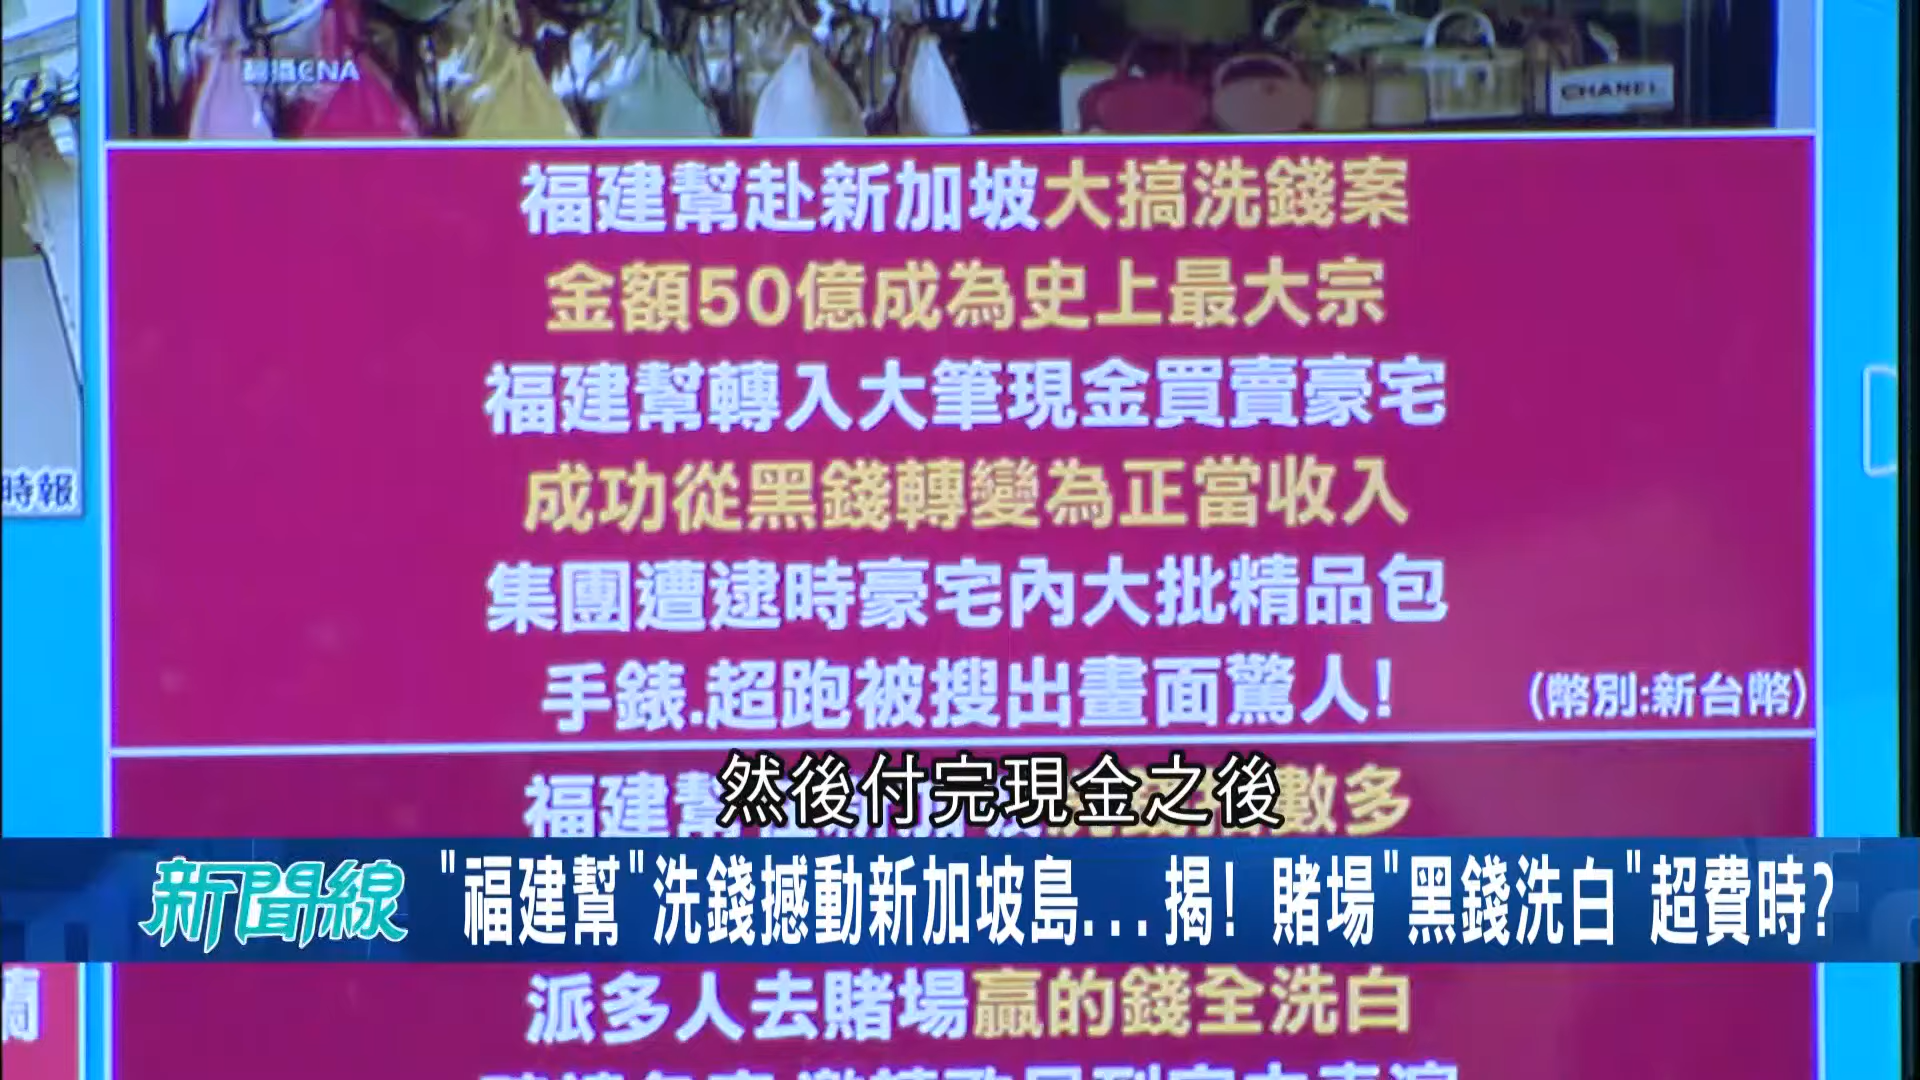 翻攝CNA
CHANEL
福建幫赴新加坡大搞洗錢案
金額50億成為史上最大宗
福建幫轉入大筆現金買賣豪宅
成功從黑錢轉變為正當收入
時報
集團遭逮時豪宅內大批精品包
手錶.超跑被搜出畫面驚人!
(幣別:新台幣)
福建幫
數多
然後付完現金之後
新聞線
"福建幫"洗錢撼動新加坡島...揭! 賭場"黑錢洗白"超費時?
派多人去賭場贏的錢全洗白